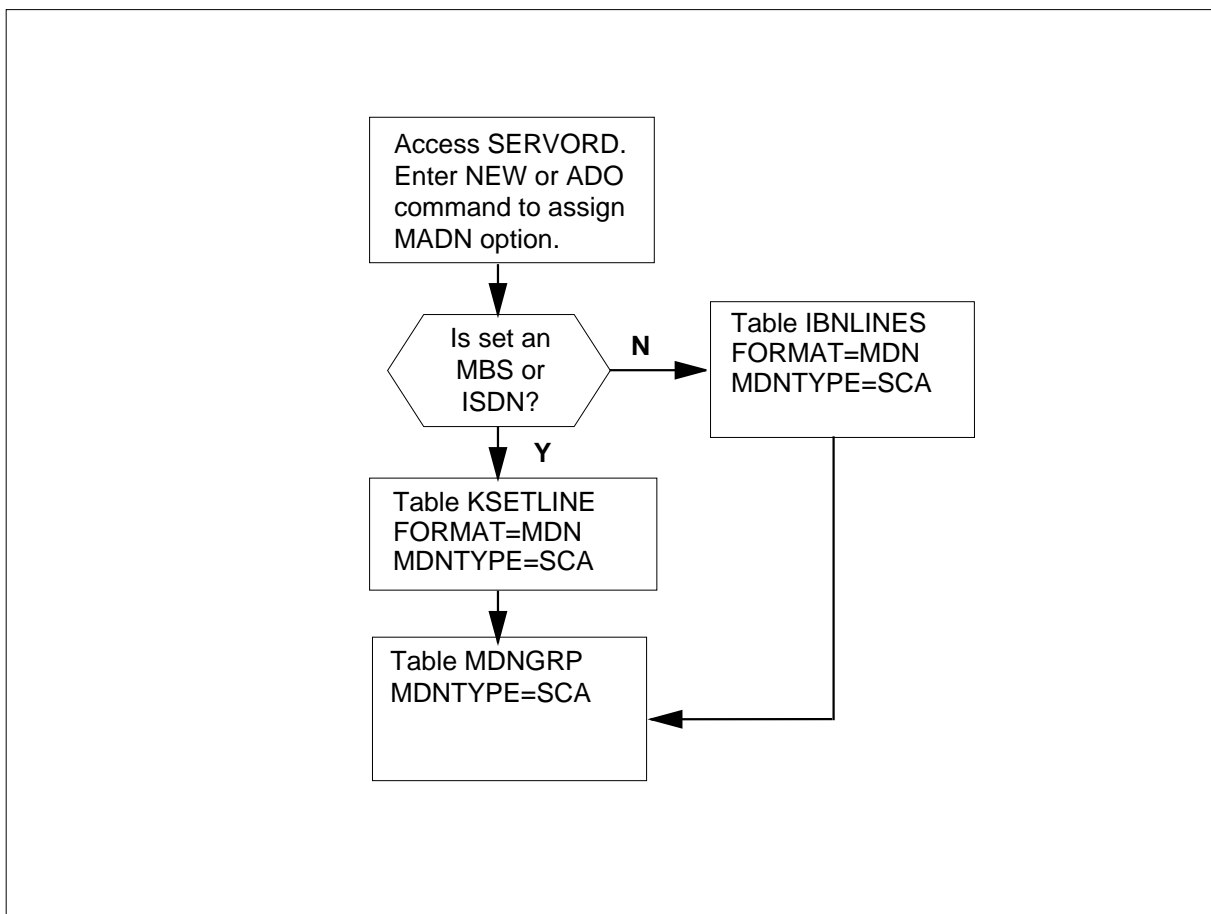 Access SERVORD.
Enter NEW or ADO
command to assign
MADN option.
Is set an
MBS or
ISDN?
N
Table IBNLINES
FORMAT=MDN
MDNTYPE=SCA
Y
Table KSETLINE
FORMAT=MDN
MDNTYPE=SCA
Table MDNGRP
MDNTYPE=SCA